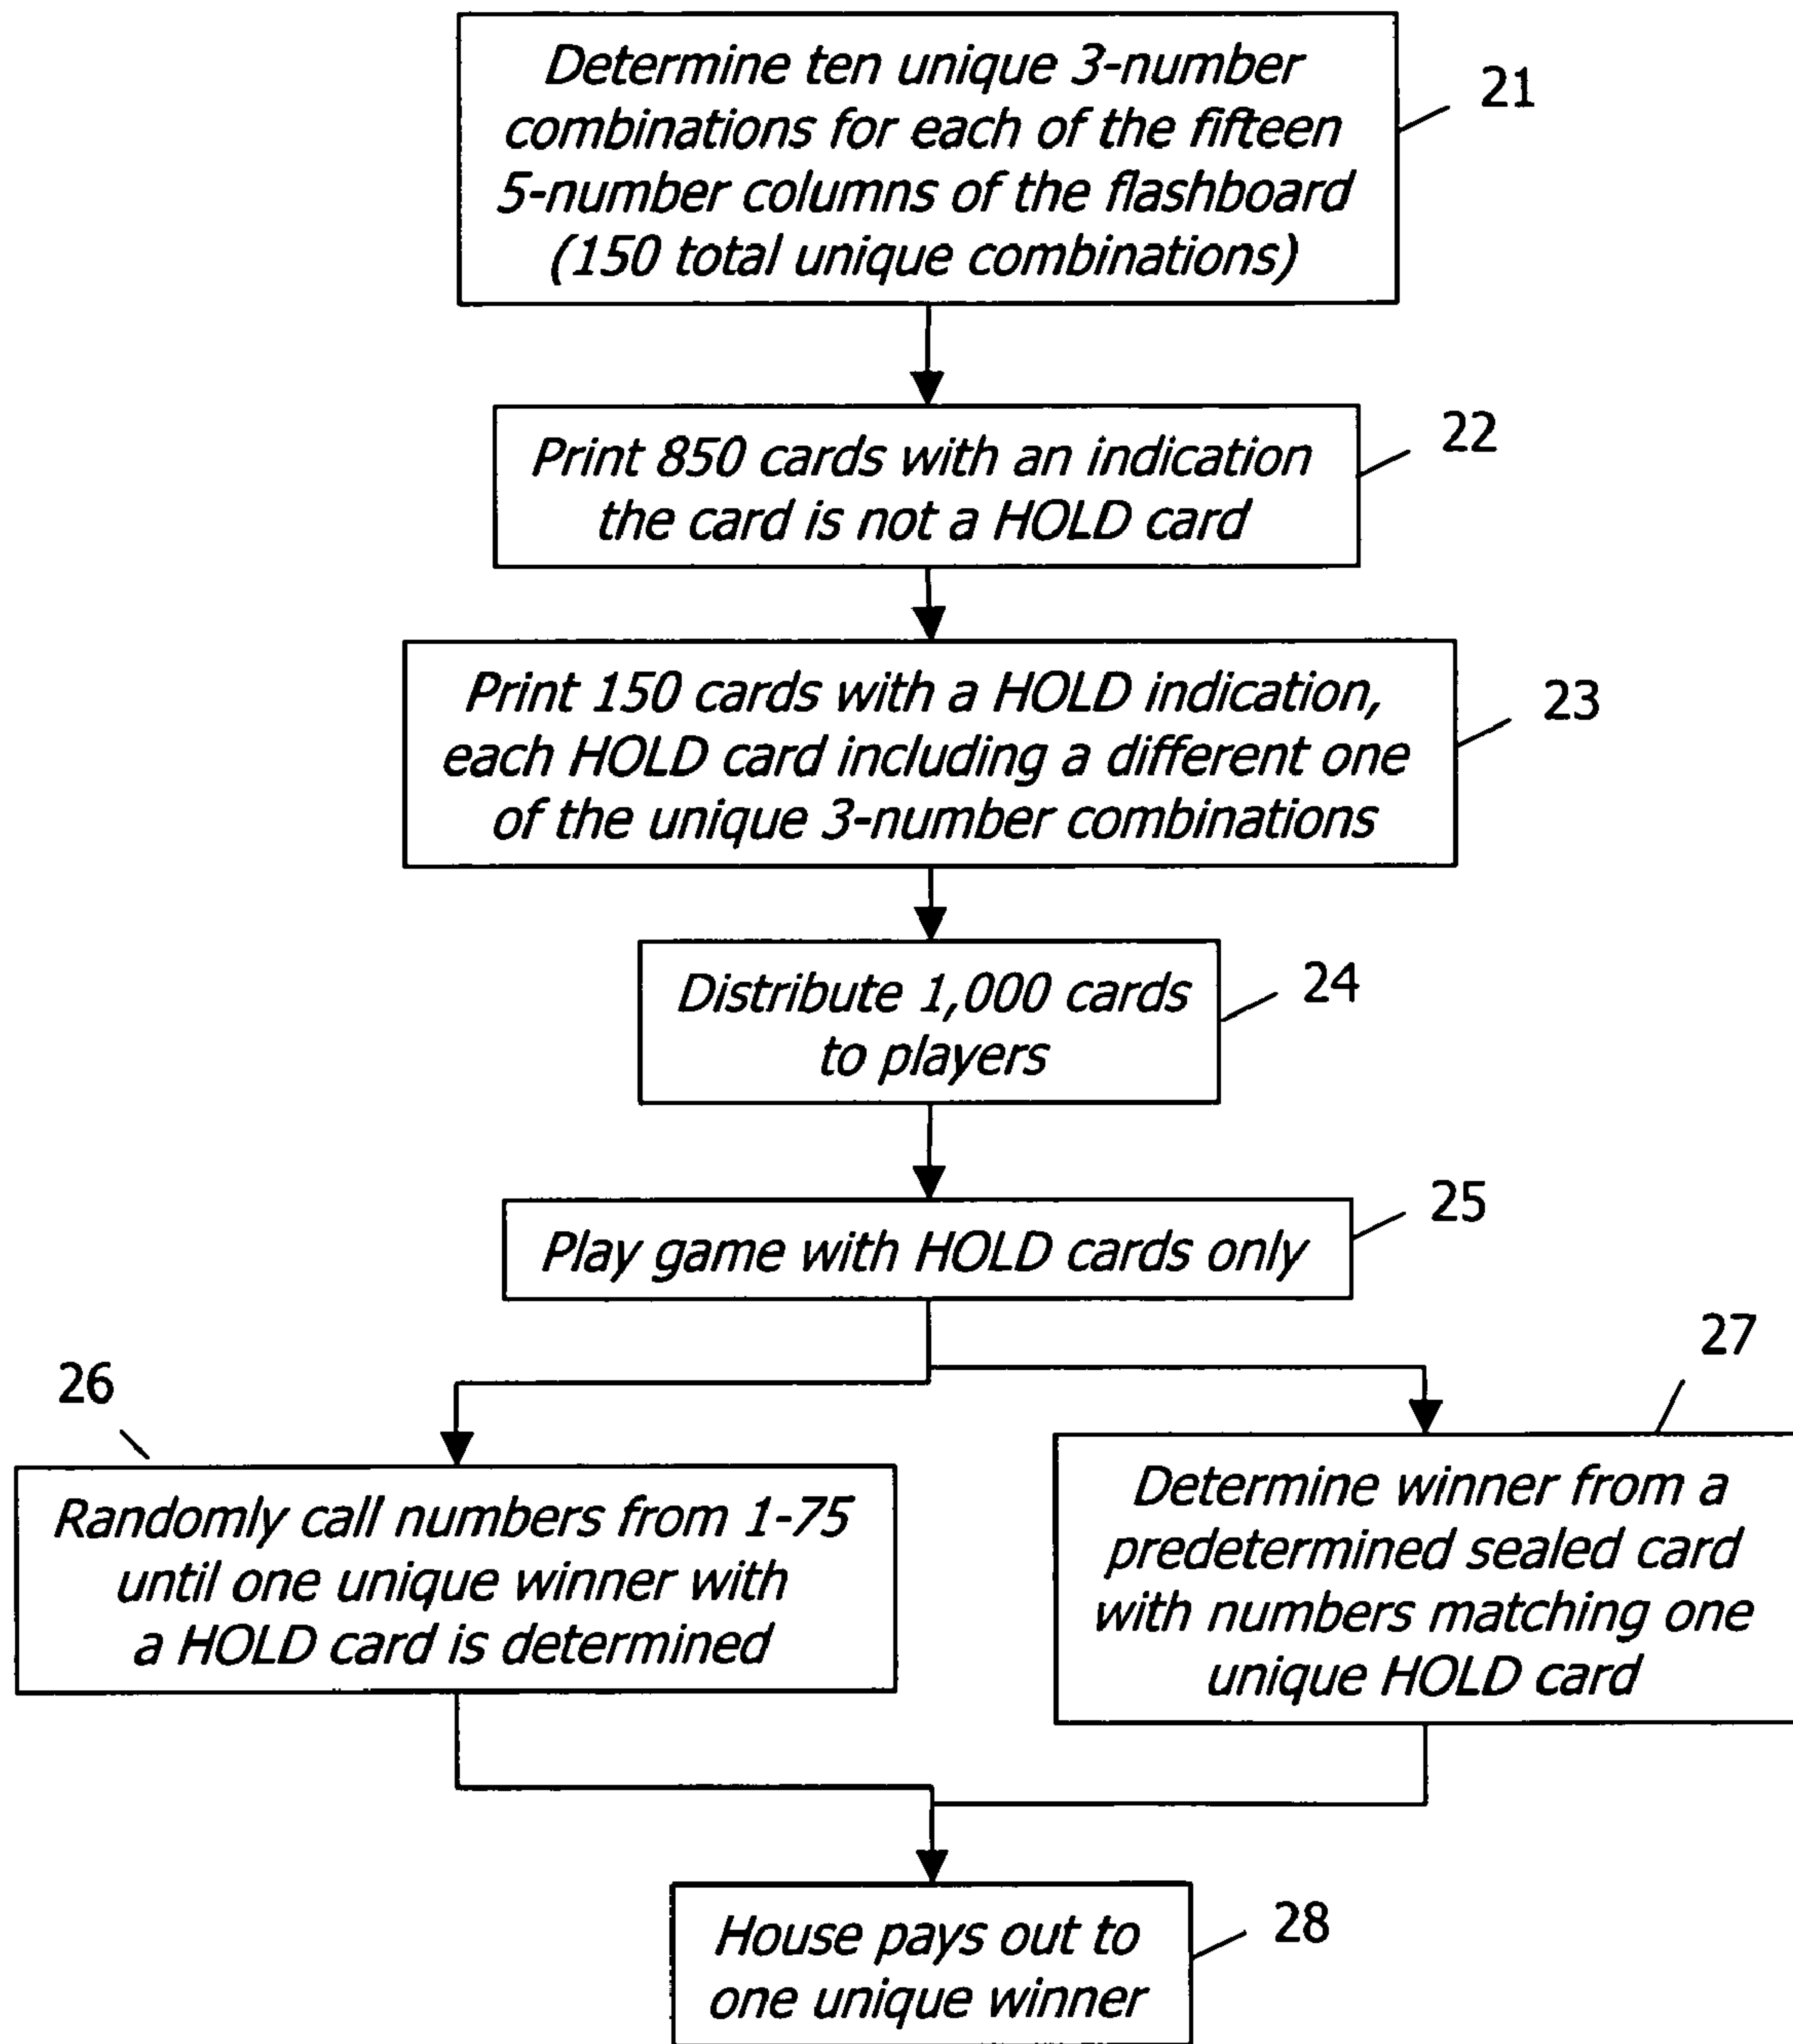 Determine ten unique 3-number
combinations for each of the fifteen
5-number columns of the flashboard
(150 total unique combinations)
21
Print 850 cards with an indication
the card is not a HOLD card
22
Print 150 cards with a HOLD indication,
each HOLD card including a different one
of the unique 3-number combinations
23
Distribute 1,000 cards
to players
24
Play game with HOLD cards only
25
26
Randomly call numbers from 1-75
until one unique winner with
a HOLD card is determined
27
Determine winner from a
predetermined sealed card
with numbers matching one
unique HOLD card
House pays out to
one unique winner
28